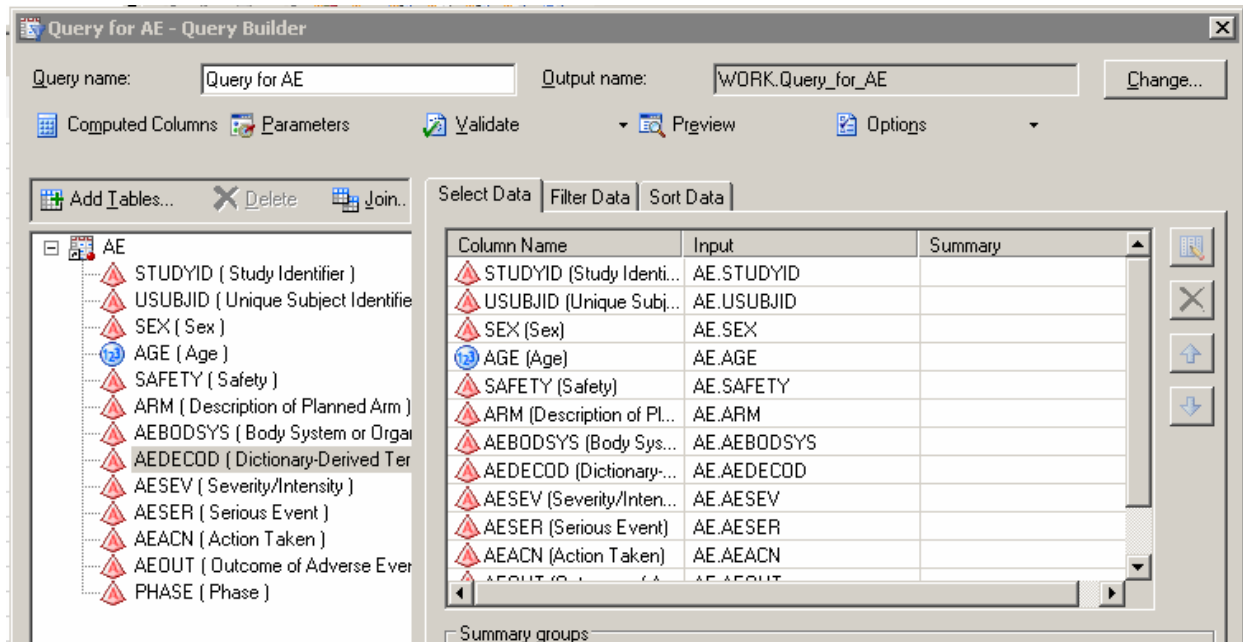 Query for AE - Query Builder
Query name: Query for AE Output name: WORK.Query_for_AE Change...
Computed Columns Parameters Validate Preview Options
Add Tables... Delete Join..
Select Data Filter Data Sort Data
AE
STUDYID ( Study Identifier )
USUBJID ( Unique Subject Identifie
SEX ( Sex )
AGE ( Age )
SAFETY ( Safety )
ARM ( Description of Planned Arm )
AEBODSYS ( Body System or Orgar
AEDECOD ( Dictionary-Derived Ter
AESEV ( Severity/Intensity )
AESER ( Serious Event )
AEACN ( Action Taken )
AEOUT ( Outcome of Adverse Ever
PHASE ( Phase )
Column Name Input Summary
STUDYID (Study Identi... AE.STUDYID
USUBJID (Unique Subj... AE.USUBJID
SEX (Sex) AE.SEX
AGE (Age) AE.AGE
SAFETY (Safety) AE.SAFETY
ARM (Description of Pl... AE.ARM
AEBODSYS (Body Sys... AE.AEBODSYS
AEDECOD (Dictionary-... AE.AEDECOD
AESEV (Severity/Inten... AE.AESEV
AESER (Serious Event) AE.AESER
AEACN (Action Taken) AE.AEACN
Summary groups